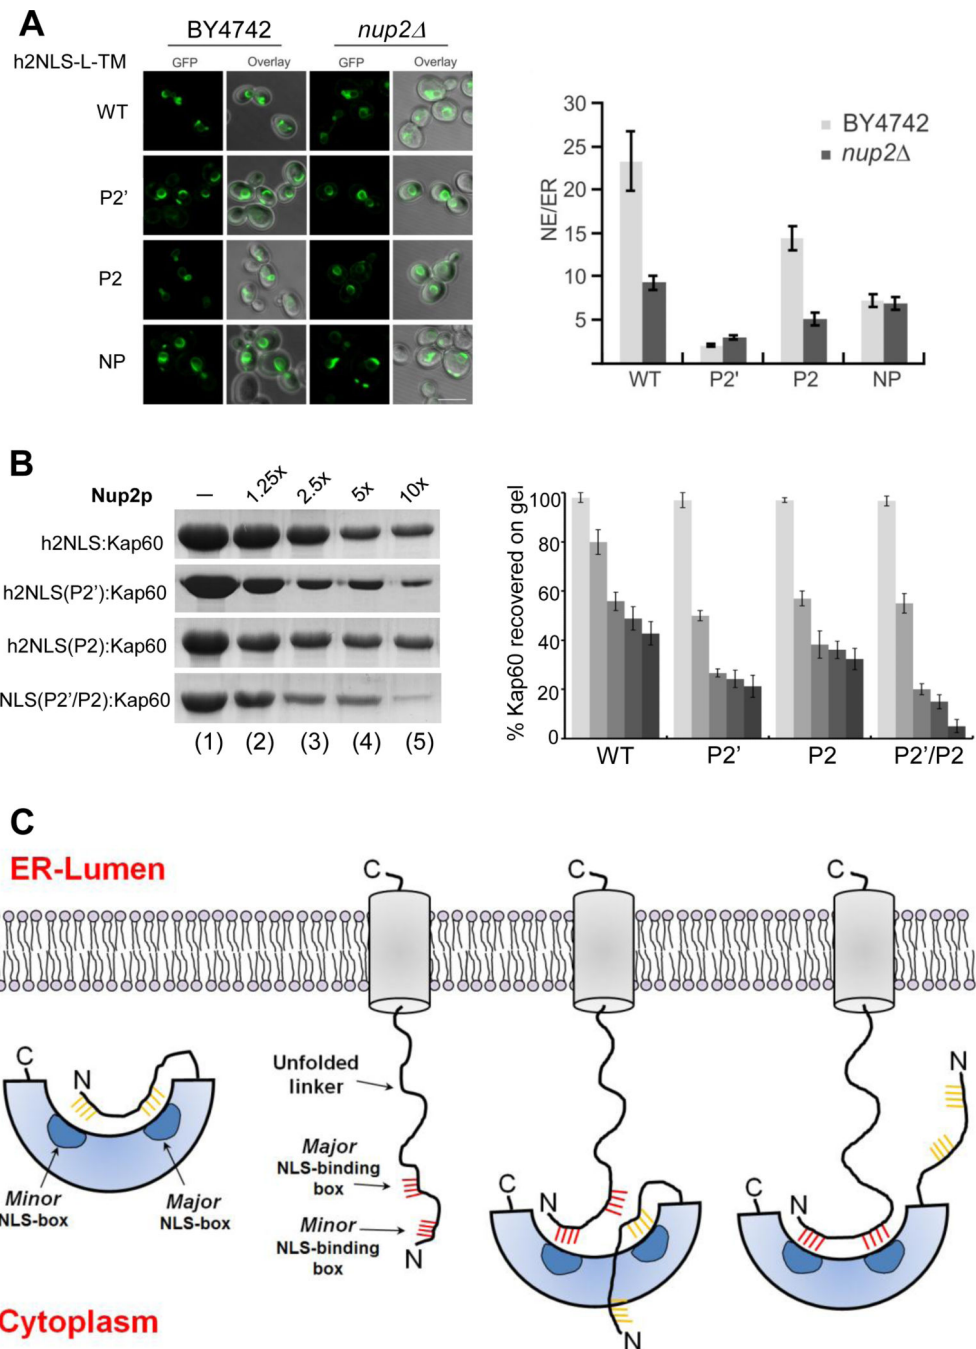 A
BY4742
nup2Δ
h2NLS-L-TM
GFP
Overlay
GFP
Overlay
WT
P2'
P2
NP
30
25
20
15
10
5
NE/ER
BY4742
nup2Δ
WT
P2'
P2
NP
B
Nup2p
–
1.25x
2.5x
5x
10x
h2NLS:Kap60
h2NLS(P2'):Kap60
h2NLS(P2):Kap60
NLS(P2'/P2):Kap60
(1)
(2)
(3)
(4)
(5)
% Kap60 recovered on gel
100
80
60
40
20
0
WT
P2'
P2
P2'/P2
C
ER-Lumen
C
C
C
Unfolded
linker
Major
NLS-binding
box
Minor
NLS-binding
box
N
C
N
Minor
NLS-box
Major
NLS-box
C
N
N
C
N
N
Cytoplasm